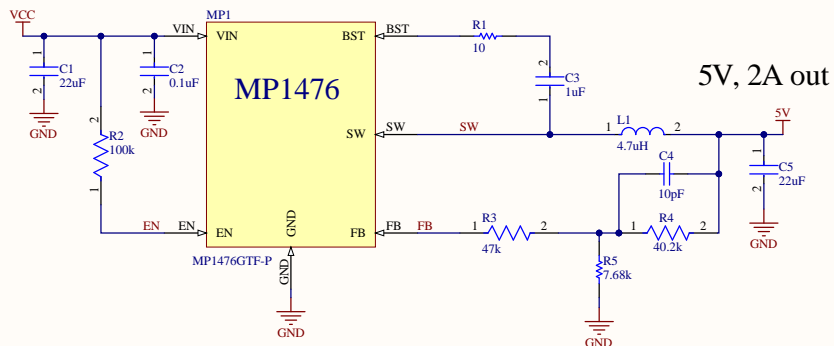 VCC
MP1
VIN
VIN
BST
BST
R1
10
1
C1
22uF
2
GND
1
C2
0.1uF
2
GND
MP1476
2
C3
1uF
1
5V, 2A out
2
R2
100k
1
SW
SW
SW
1
L1
2
4.7uH
5V
C4
10pF
1
C5
22uF
2
GND
EN
EN
EN
GND
FB
FB
FB
1
R3
2
47k
1
R4
2
40.2k
MP1476GTF-P
GND
R5
7.68k
GND
GND